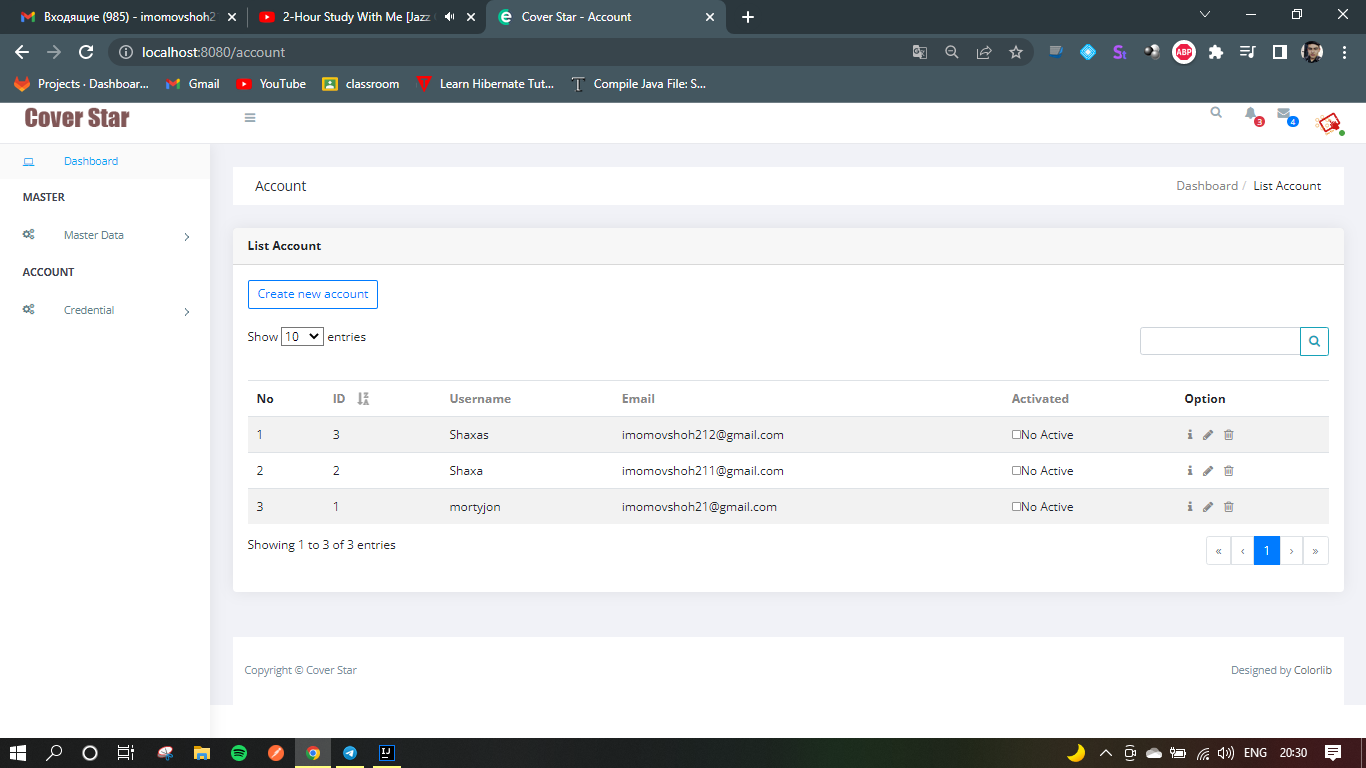 Входящие (985) - imomovshoh2
2-Hour Study With Me [Jazz
Cover Star - Account
localhost:8080/account
ABP
Projects · Dashboar...
Gmail
YouTube
classroom
Learn Hibernate Tut...
Compile Java File: S...
Cover Star
3
4
Dashboard
MASTER
Master Data
ACCOUNT
Credential
Account
Dashboard / List Account
List Account
Create new account
Show 10 entries
No ID Username Email Activated Option
1 3 Shaxas imomovshoh212@gmail.com No Active
2 2 Shaxa imomovshoh211@gmail.com No Active
3 1 mortyjon imomovshoh21@gmail.com No Active
Showing 1 to 3 of 3 entries
« ‹ 1 › »
Copyright © Cover Star
Designed by Colorlib
ENG 20:30